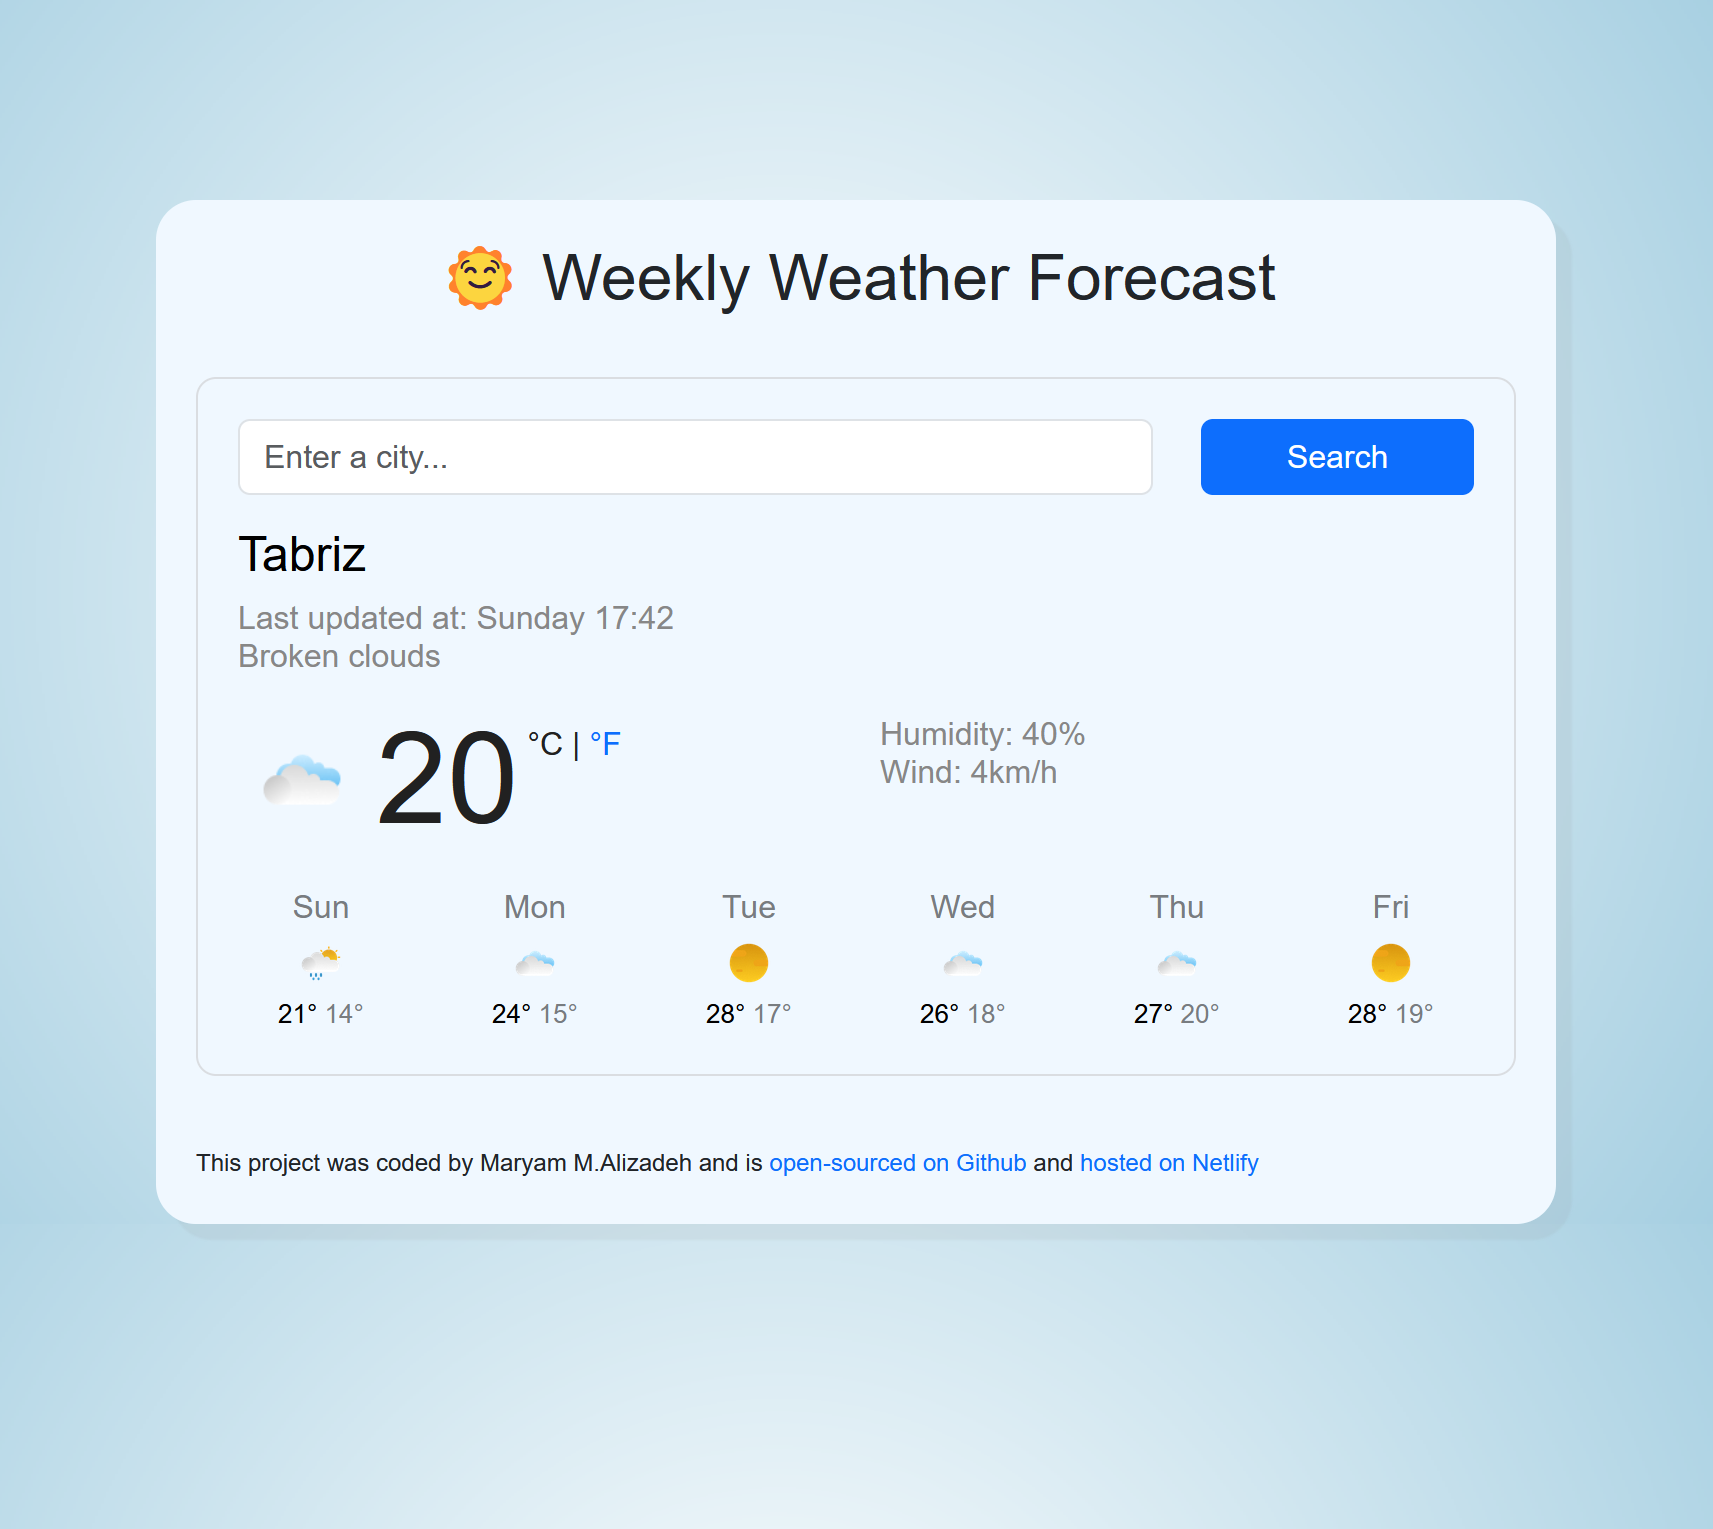 Weekly Weather Forecast
Enter a city...
Search
Tabriz
Last updated at: Sunday 17:42
Broken clouds
20 °C | °F
Humidity: 40%
Wind: 4km/h
Sun Mon Tue Wed Thu Fri
21° 14° 24° 15° 28° 17° 26° 18° 27° 20° 28° 19°
This project was coded by Maryam M.Alizadeh and is open-sourced on Github and hosted on Netlify